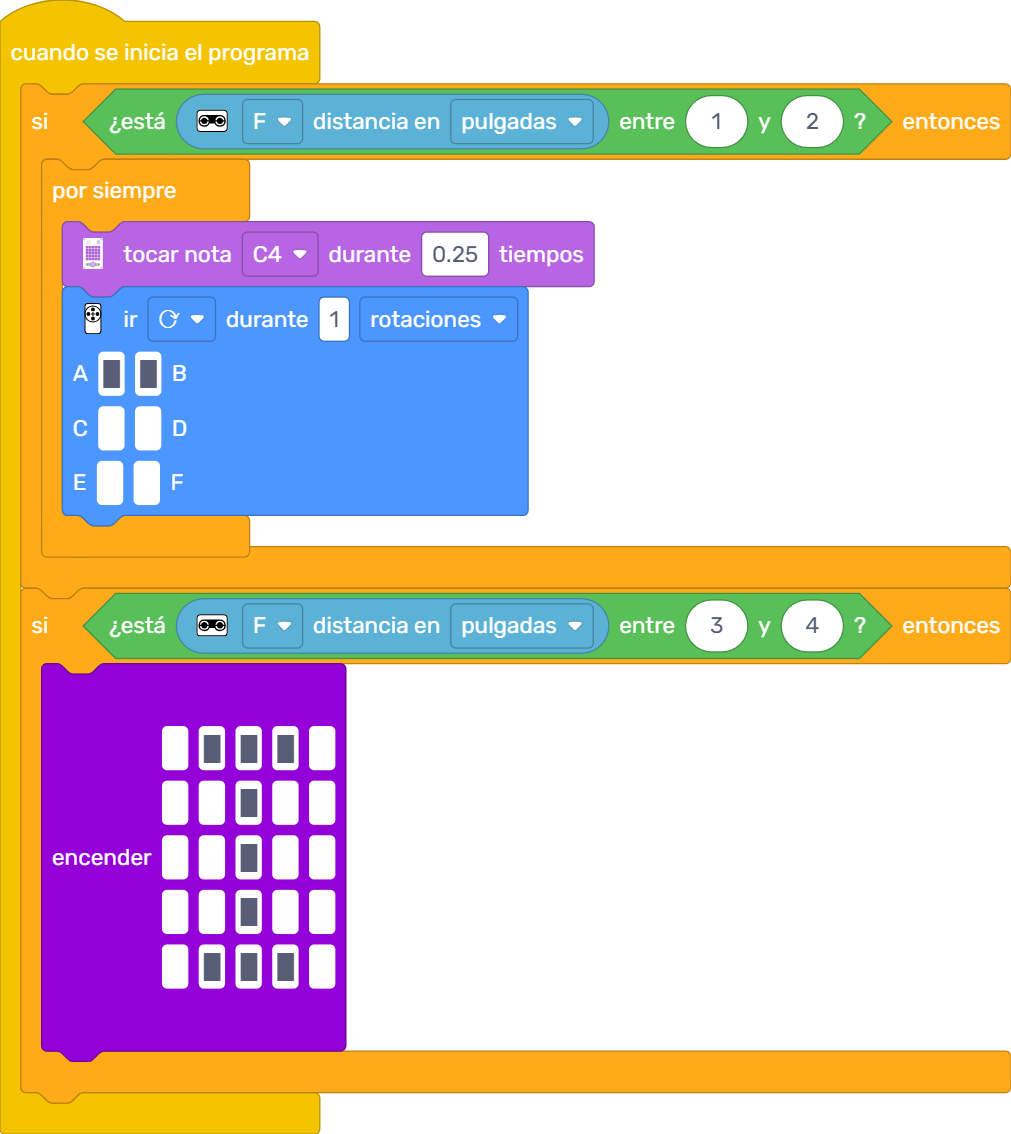 cuando se inicia el programa
si ¿está F distancia en pulgadas entre 1 y 2 ? entonces
por siempre
tocar nota C4 durante 0.25 tiempos
ir durante 1 rotaciones
A B
C D
E F
si ¿está F distancia en pulgadas entre 3 y 4 ? entonces
encender